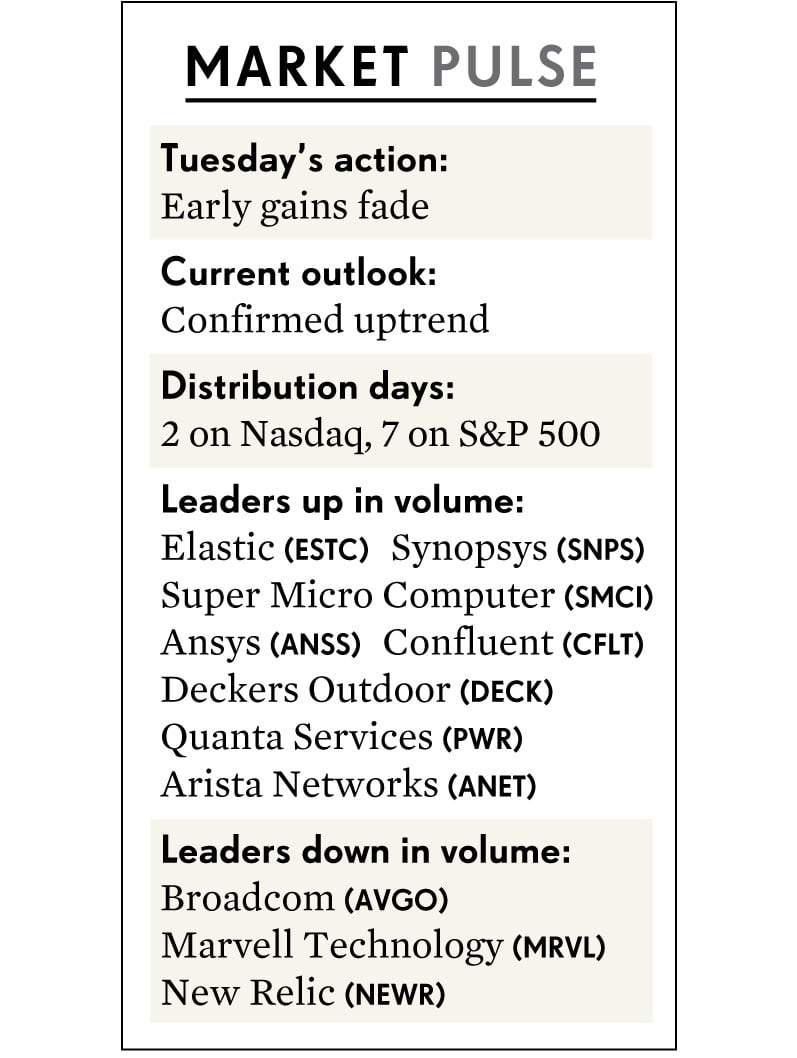 MARKET PULSE
Tuesday’s action:
Early gains fade
Current outlook:
Confirmed uptrend
Distribution days:
2 on Nasdaq, 7 on S&P 500
Leaders up in volume:
Elastic (ESTC) Synopsys (SNPS)
Super Micro Computer (SMCI)
Ansys (ANSS) Confluent (CFLT)
Deckers Outdoor (DECK)
Quanta Services (PWR)
Arista Networks (ANET)
Leaders down in volume:
Broadcom (AVGO)
Marvell Technology (MRVL)
New Relic (NEWR)